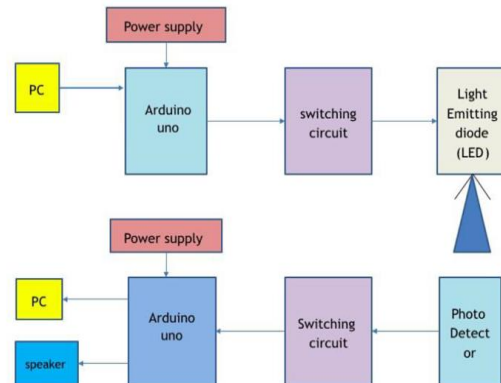 Power supply
PC
Arduino
uno
switching
circuit
Light
Emitting
diode
(LED)
Power supply
PC
speaker
Arduino
uno
Switching
circuit
Photo
Detect
or